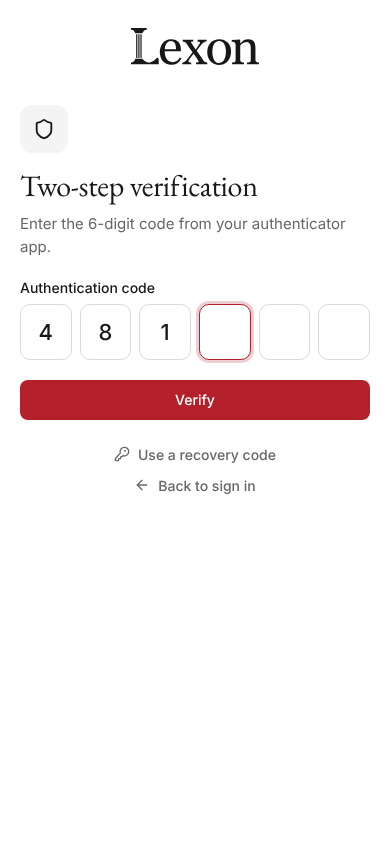 Lexon
Two-step verification
Enter the 6-digit code from your authenticator
app.
Authentication code
4 8 1
Verify
Use a recovery code
Back to sign in